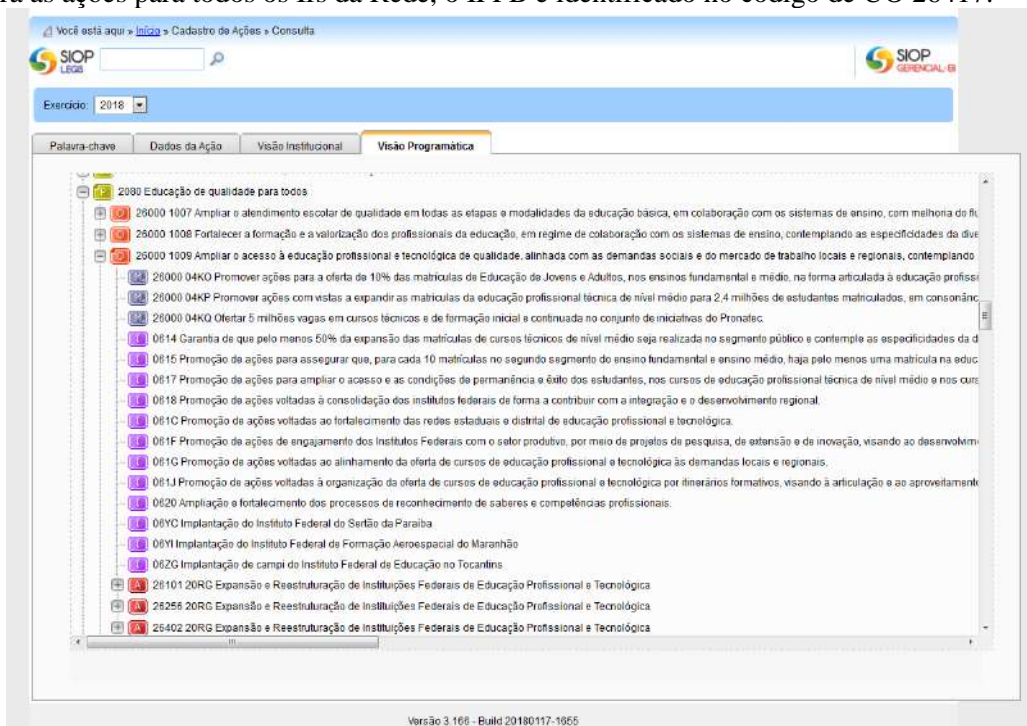 ra as ações para todos os Ifs da Rede, o IFPB é identificado no código de UO 26417.
Você está aqui » Início » Cadastro de Ações » Consulta
SIOP
LEGIS
SIOP
GERENCIAL-BI
Exercício: 2018
Palavra-chave Dados da Ação Visão Institucional Visão Programática
2080 Educação de qualidade para todos
26000 1007 Ampliar o atendimento escolar de qualidade em todas as etapas e modalidades da educação básica, em colaboração com os sistemas de ensino, com melhoria do flu
26000 1008 Fortalecer a formação e a valorização dos profissionais da educação, em regime de colaboração com os sistemas de ensino, contemplando as especificidades da dive
26000 1009 Ampliar o acesso à educação profissional e tecnológica de qualidade, alinhada com as demandas sociais e do mercado de trabalho locais e regionais, contemplando
26000 04KO Promover ações para a oferta de 10% das matrículas de Educação de Jovens e Adultos, nos ensinos fundamental e médio, na forma articulada à educação profissi
26000 04KP Promover ações com vistas a expandir as matrículas da educação profissional técnica de nível médio para 2,4 milhões de estudantes matriculados, em consonânc
26000 04KQ Ofertar 5 milhões vagas em cursos técnicos e de formação inicial e continuada no conjunto de iniciativas do Pronatec.
0614 Garantia de que pelo menos 50% da expansão das matrículas de cursos técnicos de nível médio seja realizada no segmento público e contemple as especificidades da d
0615 Promoção de ações para assegurar que, para cada 10 matrículas no segundo segmento do ensino fundamental e ensino médio, haja pelo menos uma matrícula na educ
0617 Promoção de ações para ampliar o acesso e as condições de permanência e êxito dos estudantes, nos cursos de educação profissional técnica de nível médio e nos curs
0618 Promoção de ações voltadas à consolidação dos institutos federais de forma a contribuir com a integração e o desenvolvimento regional.
061C Promoção de ações voltadas ao fortalecimento das redes estaduais e distrital de educação profissional e tecnológica.
061F Promoção de ações de engajamento dos Institutos Federais com o setor produtivo, por meio de projetos de pesquisa, de extensão e de inovação, visando ao desenvolvim
061G Promoção de ações voltadas ao alinhamento da oferta de cursos de educação profissional e tecnológica às demandas locais e regionais.
061J Promoção de ações voltadas à organização da oferta de cursos de educação profissional e tecnológica por itinerários formativos, visando à articulação e ao aproveitament
0620 Ampliação e fortalecimento dos processos de reconhecimento de saberes e competências profissionais.
06YC Implantação do Instituto Federal do Sertão da Paraíba
06YI Implantação do Instituto Federal de Formação Aeroespacial do Maranhão
06ZG Implantação de campi do Instituto Federal de Educação no Tocantins
26101 20RG Expansão e Reestruturação de Instituições Federais de Educação Profissional e Tecnológica
26256 20RG Expansão e Reestruturação de Instituições Federais de Educação Profissional e Tecnológica
26402 20RG Expansão e Reestruturação de Instituições Federais de Educação Profissional e Tecnológica
Versão 3.166 - Build 20180117-1655